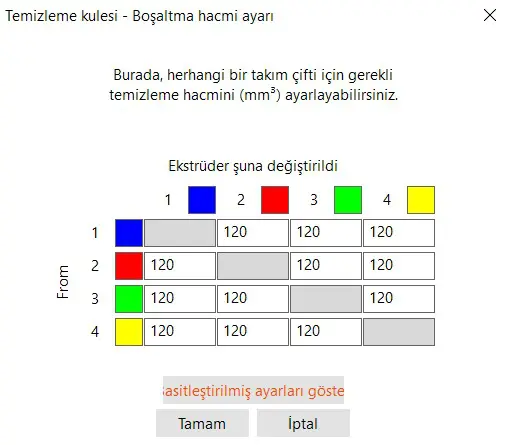 Temizleme kulesi - Boşaltma hacmi ayarı
Burada, herhangi bir takım çifti için gerekli
temizleme hacmini (mm³) ayarlayabilirsiniz.
Ekstrüder şuna değiştirildi
1 2 3 4
From
1 120 120 120
2 120 120 120
3 120 120 120
4 120 120 120
asitleştirilmiş ayarları göste
Tamam İptal